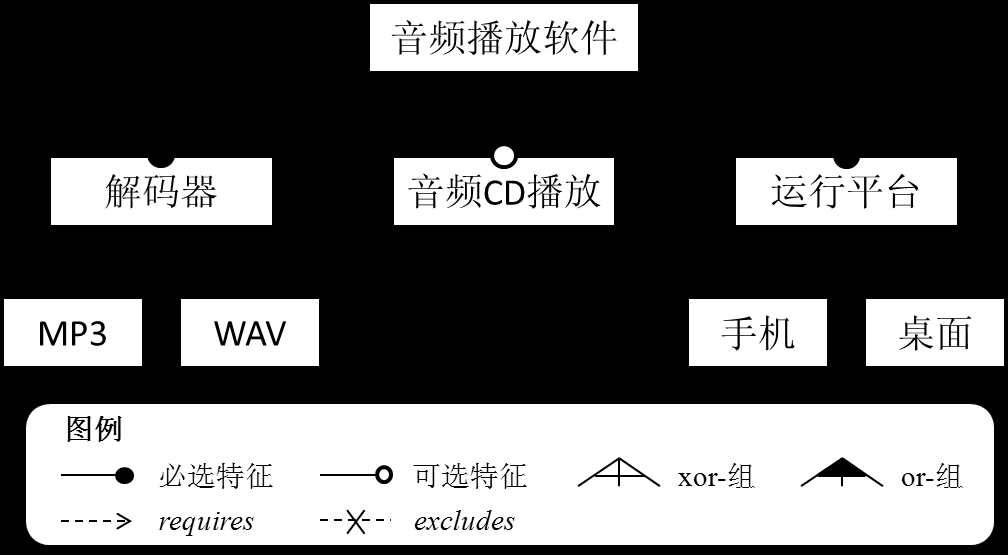 音频播放软件
解码器 音频CD播放 运行平台
MP3 WAV 手机 桌面
图例
必选特征 可选特征 xor-组 or-组
requires excludes